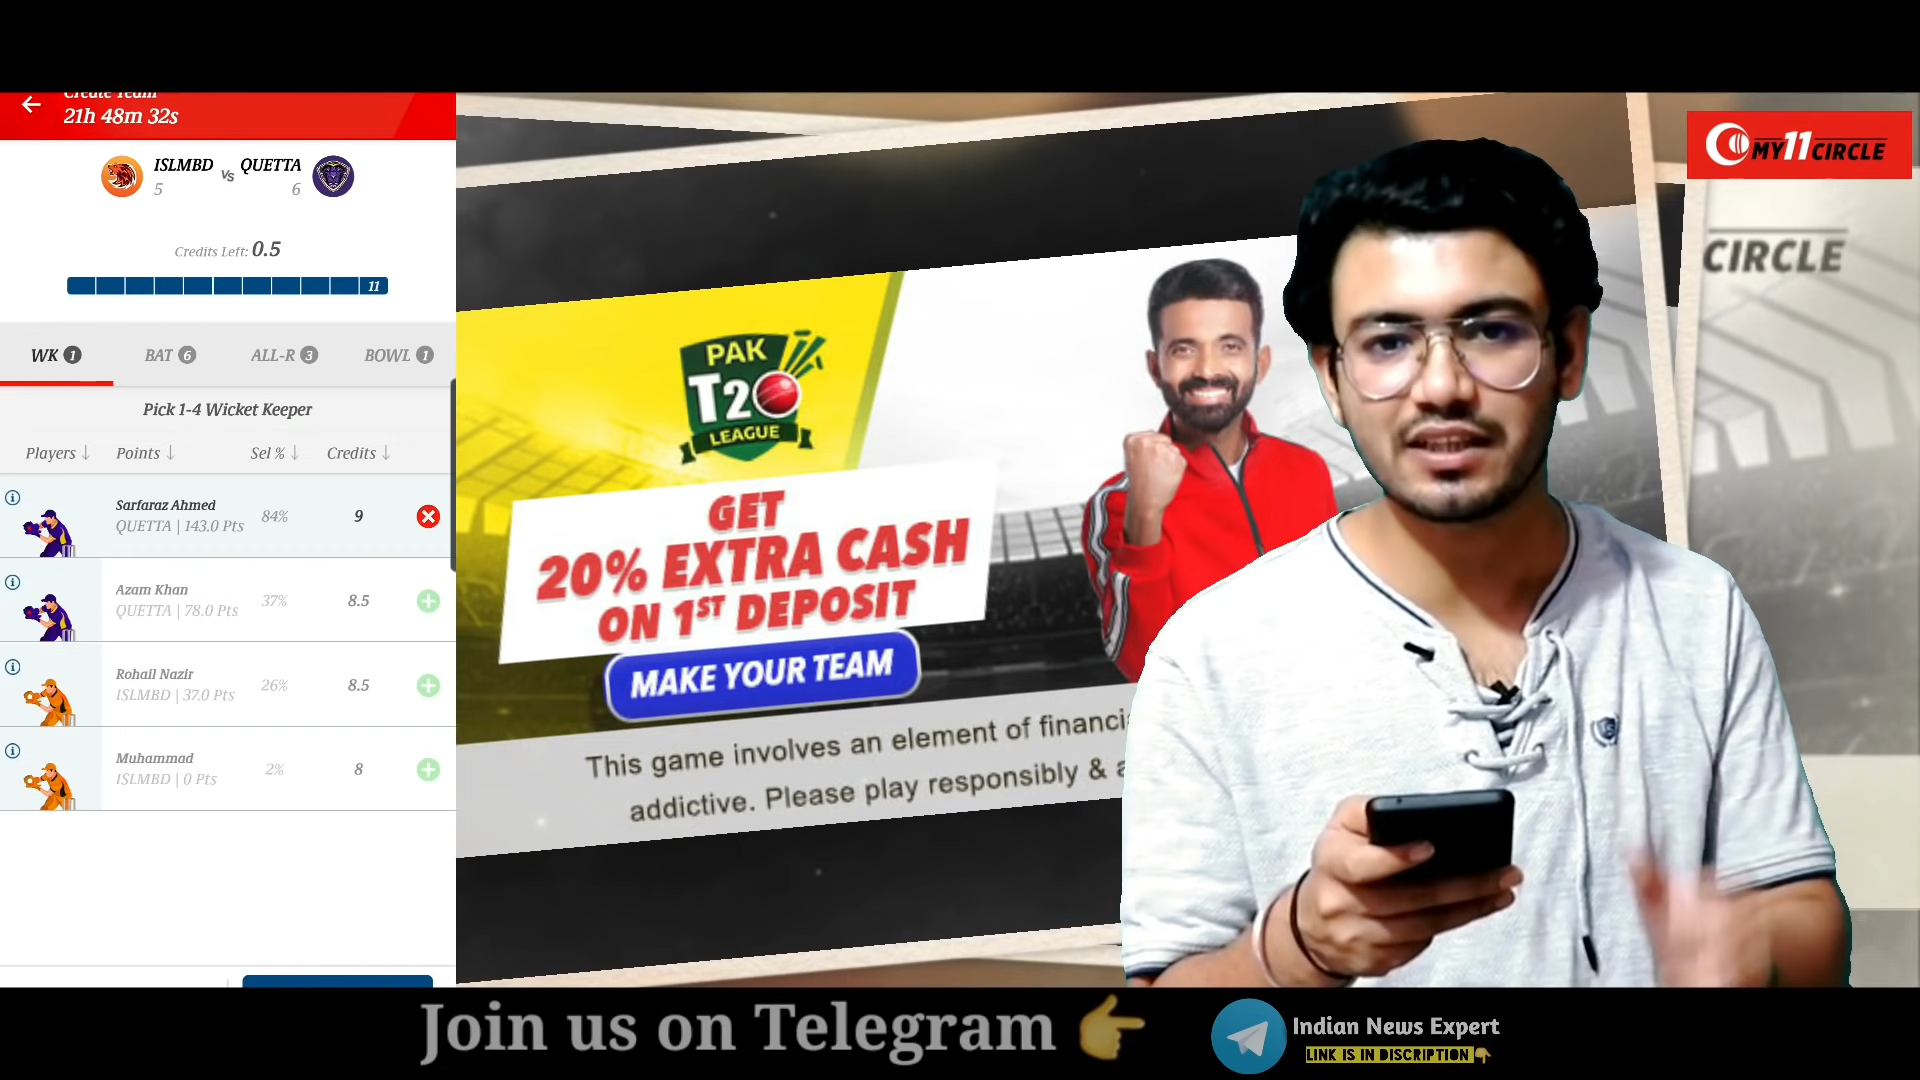 Create Team
21h 48m 32s
ISLMBD vs QUETTA
5 6
Credits Left: 0.5
11
WK 1 BAT 6 ALL-R 3 BOWL 1
Pick 1-4 Wicket Keeper
Players ↓ Points ↓ Sel % ↓ Credits ↓
Sarfaraz Ahmed
QUETTA | 143.0 Pts 84% 9
Azam Khan
QUETTA | 78.0 Pts 37% 8.5
Rohail Nazir
ISLMBD | 37.0 Pts 26% 8.5
Muhammad
ISLMBD | 0 Pts 2% 8
PAK
T20
LEAGUE
GET
20% EXTRA CASH
ON 1ST DEPOSIT
MAKE YOUR TEAM
This game involves an element of financi
addictive. Please play responsibly & a
MY11CIRCLE
CIRCLE
Join us on Telegram 👉
Indian News Expert
LINK IS IN DISCRIPTION 👇